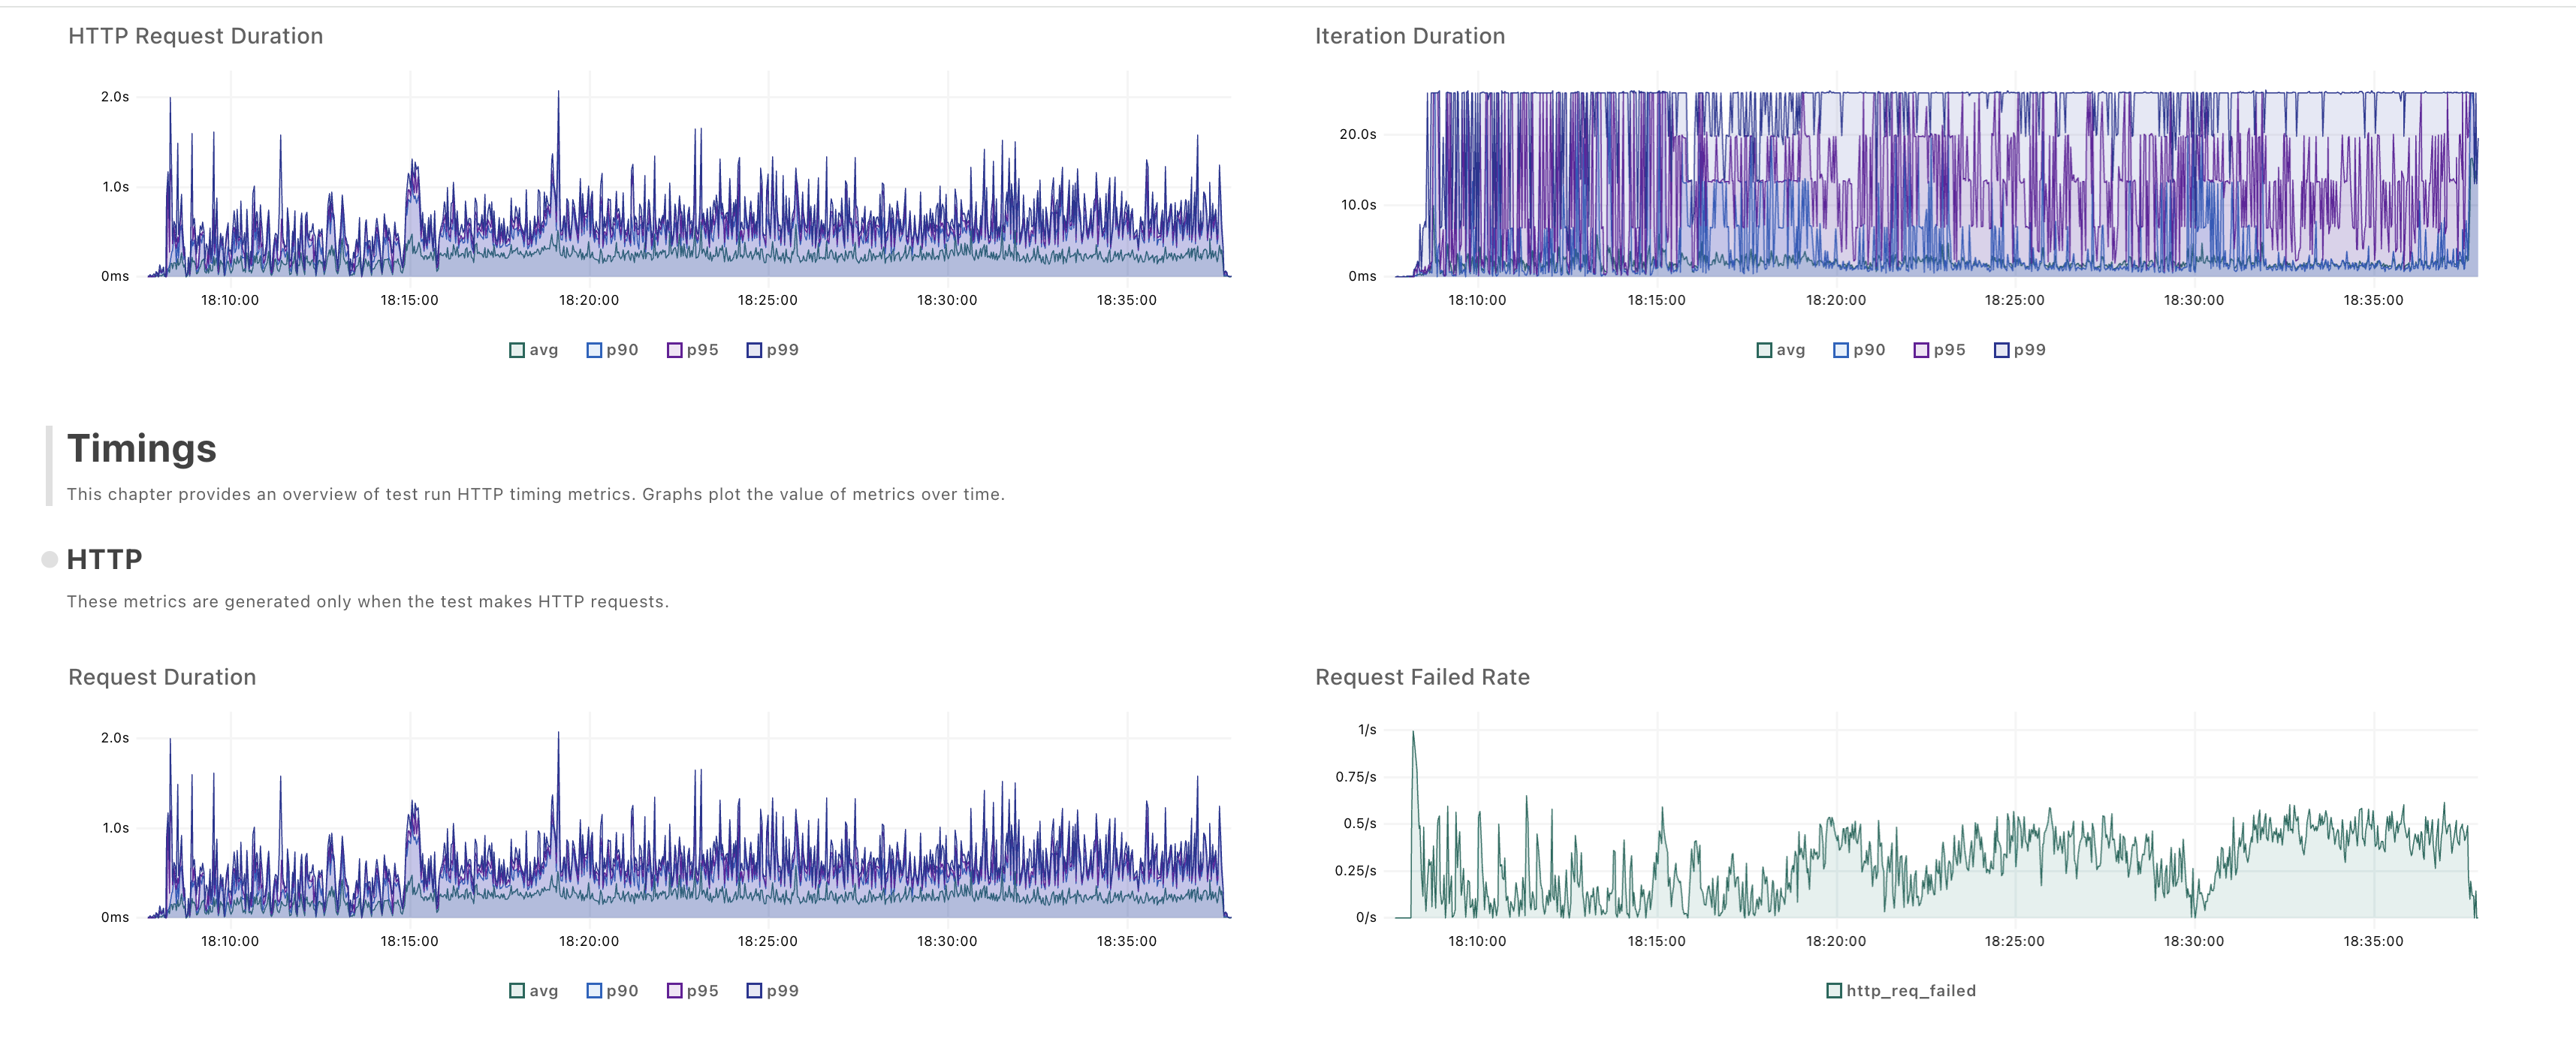 HTTP Request Duration
2.0s
1.0s
0ms
18:10:00 18:15:00 18:20:00 18:25:00 18:30:00 18:35:00
avg p90 p95 p99
Iteration Duration
20.0s
10.0s
0ms
18:10:00 18:15:00 18:20:00 18:25:00 18:30:00 18:35:00
avg p90 p95 p99
Timings
This chapter provides an overview of test run HTTP timing metrics. Graphs plot the value of metrics over time.
HTTP
These metrics are generated only when the test makes HTTP requests.
Request Duration
2.0s
1.0s
0ms
18:10:00 18:15:00 18:20:00 18:25:00 18:30:00 18:35:00
avg p90 p95 p99
Request Failed Rate
1/s
0.75/s
0.5/s
0.25/s
0/s
18:10:00 18:15:00 18:20:00 18:25:00 18:30:00 18:35:00
http_req_failed